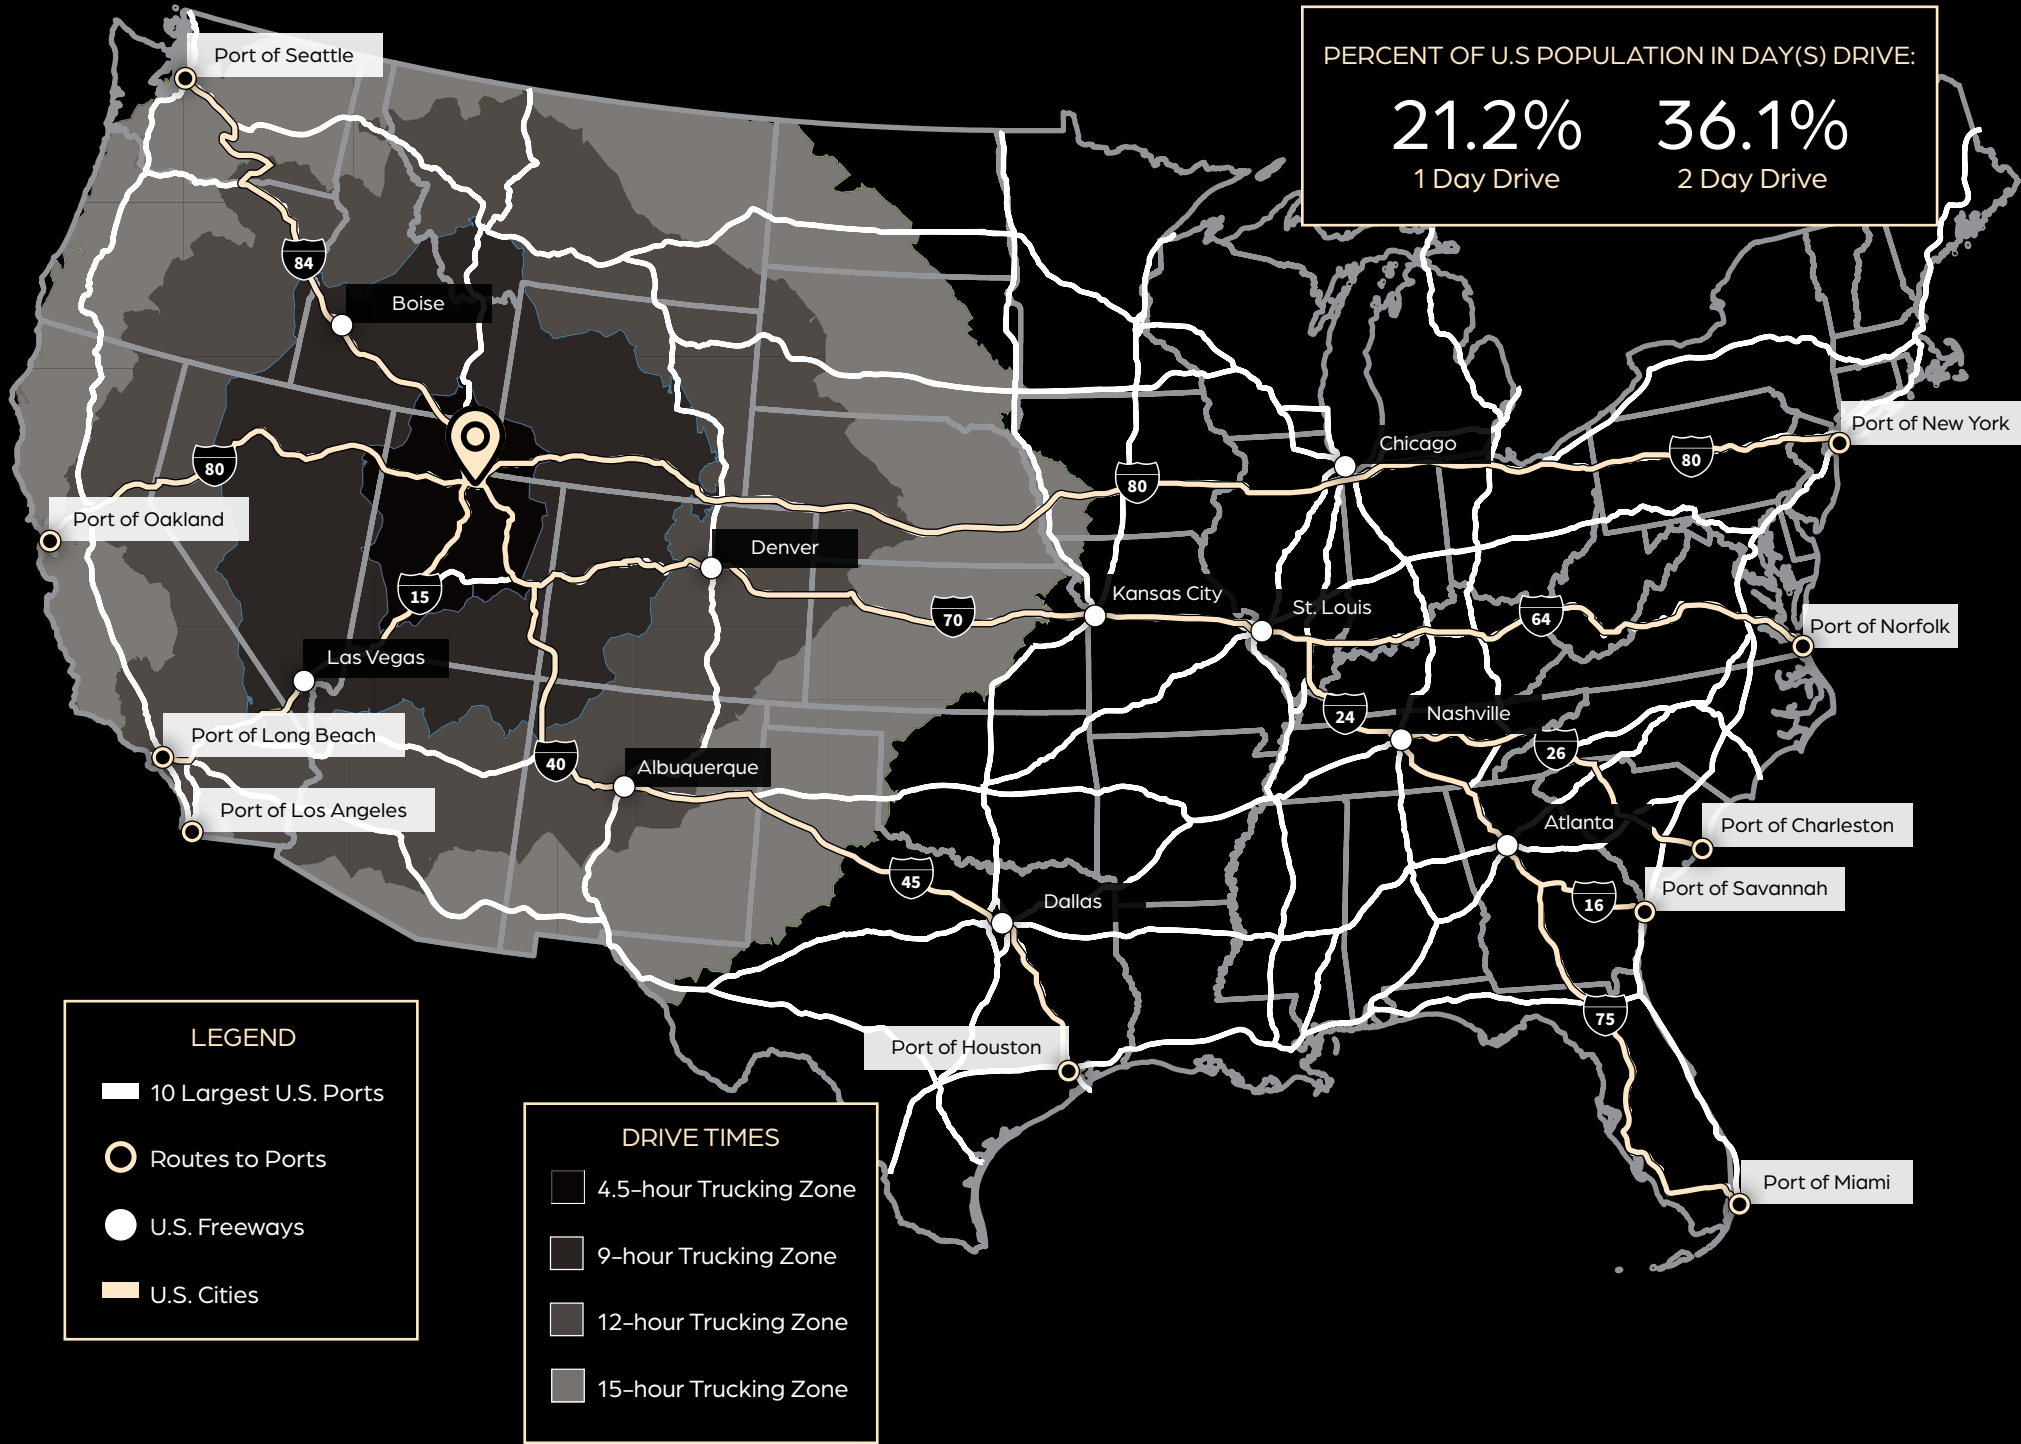 Port of Seattle
PERCENT OF U.S POPULATION IN DAY(S) DRIVE:
21.2% 36.1%
1 Day Drive 2 Day Drive
84
Boise
80
Port of Oakland
15
Las Vegas
Port of Long Beach
Port of Los Angeles
Denver
70
40
Albuquerque
45
Dallas
Port of Houston
80
Chicago
80
Port of New York
Kansas City
St. Louis
64
Port of Norfolk
24
Nashville
26
Atlanta
Port of Charleston
16
Port of Savannah
75
Port of Miami
LEGEND
10 Largest U.S. Ports
Routes to Ports
U.S. Freeways
U.S. Cities
DRIVE TIMES
4.5-hour Trucking Zone
9-hour Trucking Zone
12-hour Trucking Zone
15-hour Trucking Zone